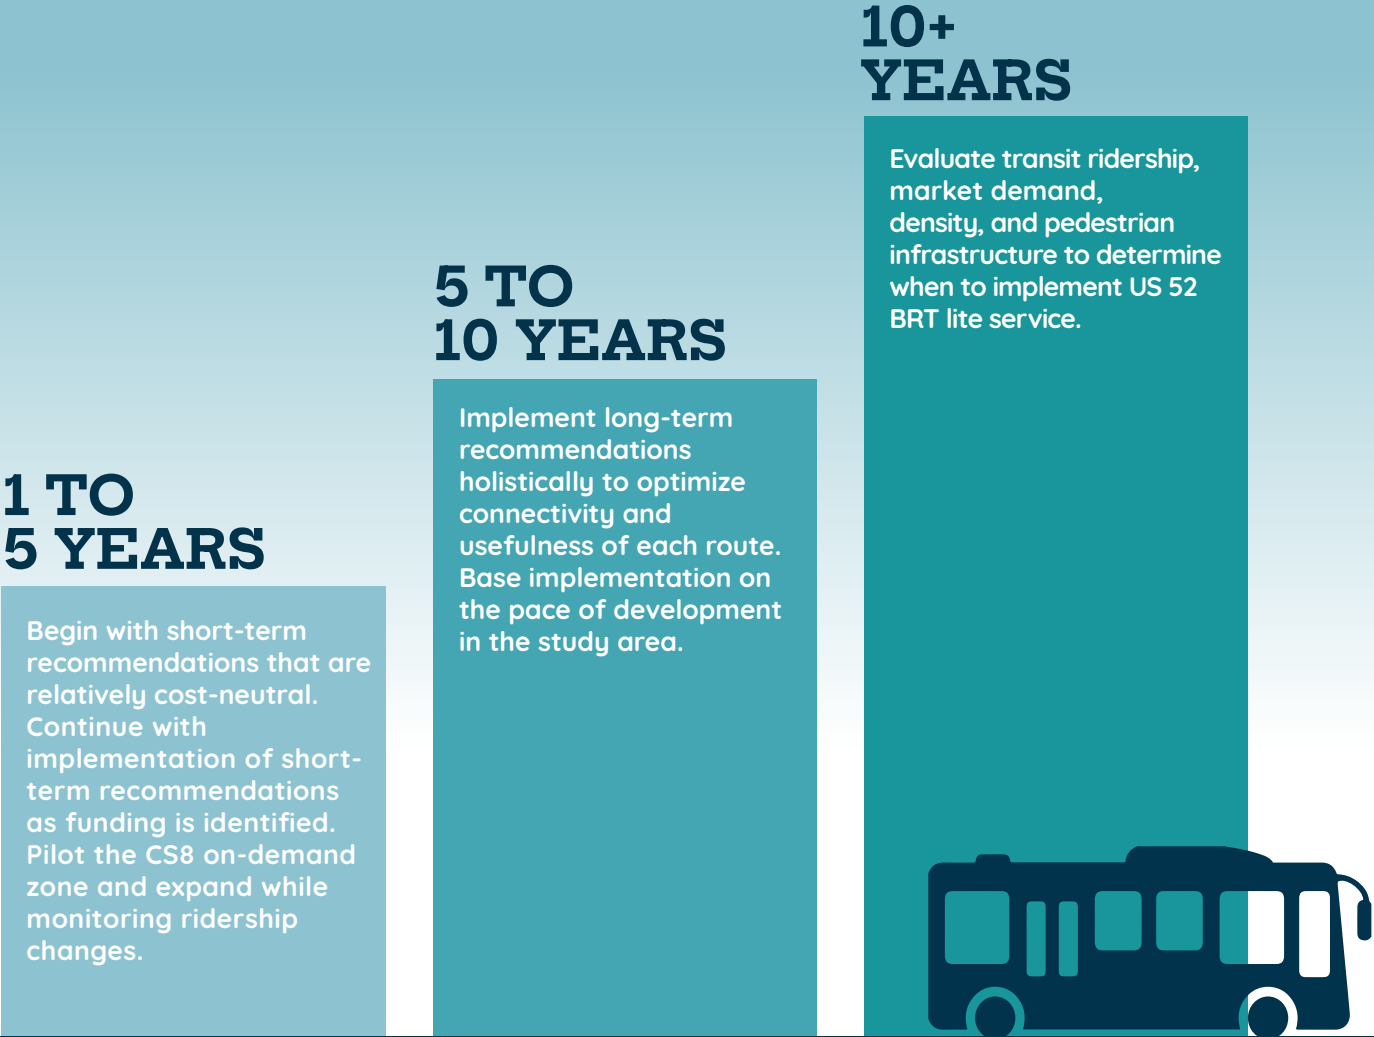 1 TO
5 YEARS
Begin with short-term
recommendations that are
relatively cost-neutral.
Continue with
implementation of short-
term recommendations
as funding is identified.
Pilot the CS8 on-demand
zone and expand while
monitoring ridership
changes.
5 TO
10 YEARS
Implement long-term
recommendations
holistically to optimize
connectivity and
usefulness of each route.
Base implementation on
the pace of development
in the study area.
10+
YEARS
Evaluate transit ridership,
market demand,
density, and pedestrian
infrastructure to determine
when to implement US 52
BRT lite service.